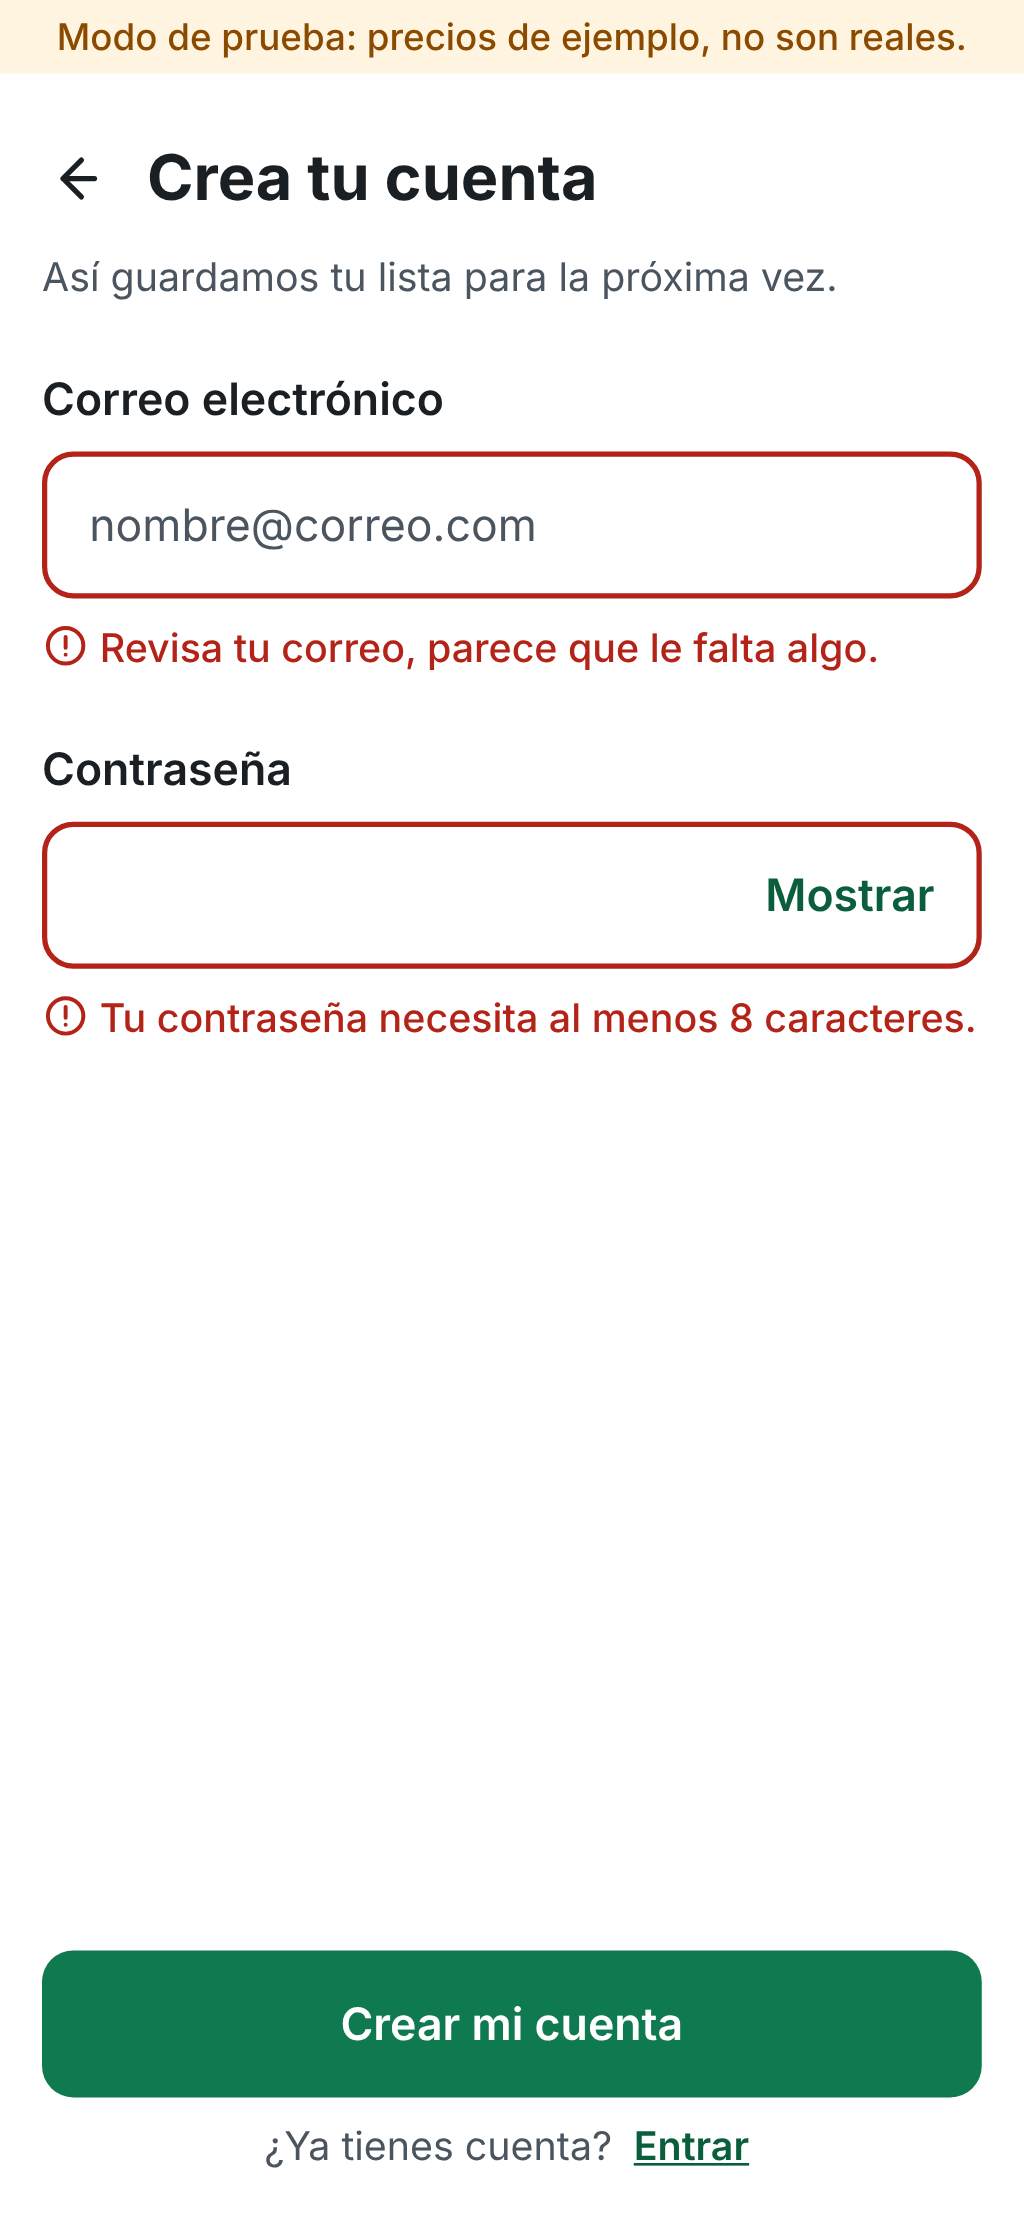 Modo de prueba: precios de ejemplo, no son reales.
Crea tu cuenta
Así guardamos tu lista para la próxima vez.
Correo electrónico
nombre@correo.com
Revisa tu correo, parece que le falta algo.
Contraseña
Mostrar
Tu contraseña necesita al menos 8 caracteres.
Crear mi cuenta
¿Ya tienes cuenta? Entrar